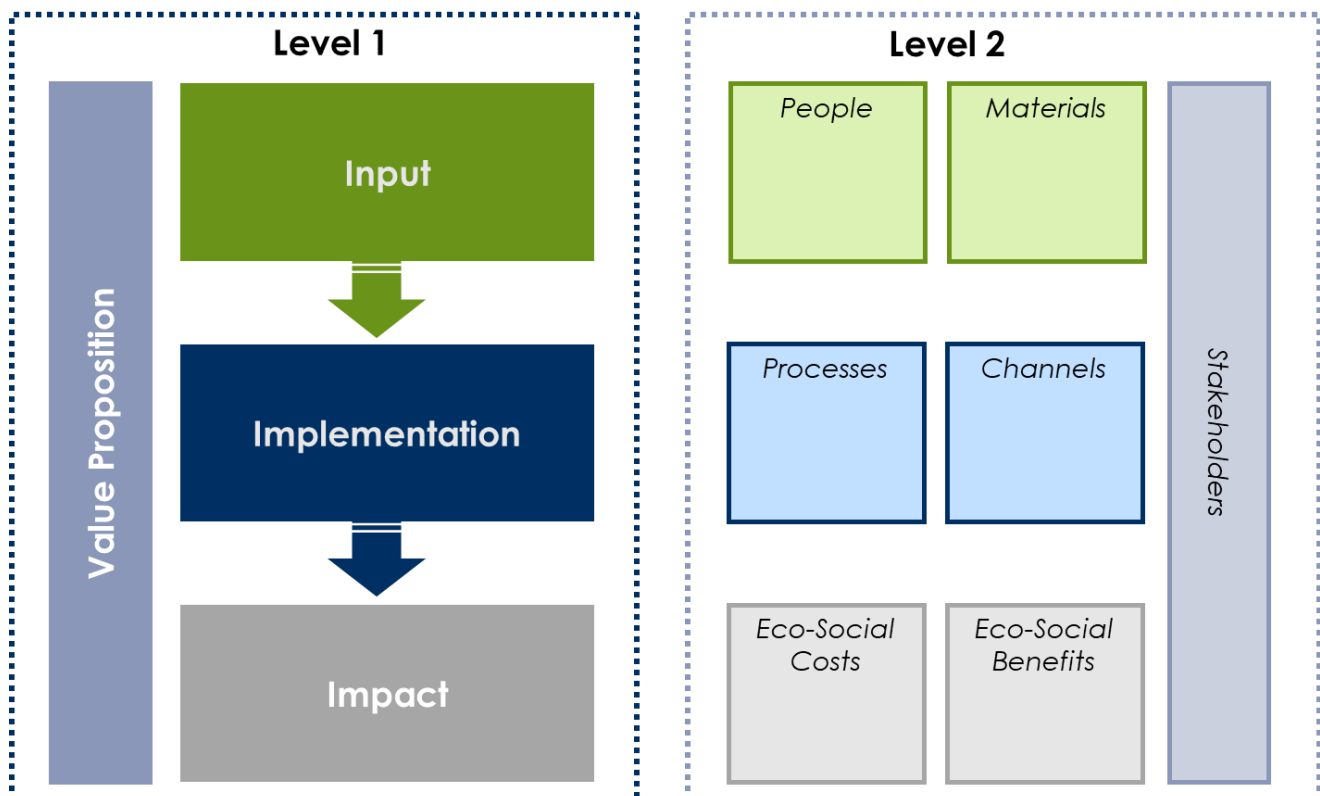 Level 1
Value Proposition
Input
Implementation
Impact
Level 2
People
Materials
Processes
Channels
Eco-Social
Costs
Eco-Social
Benefits
Stakeholders